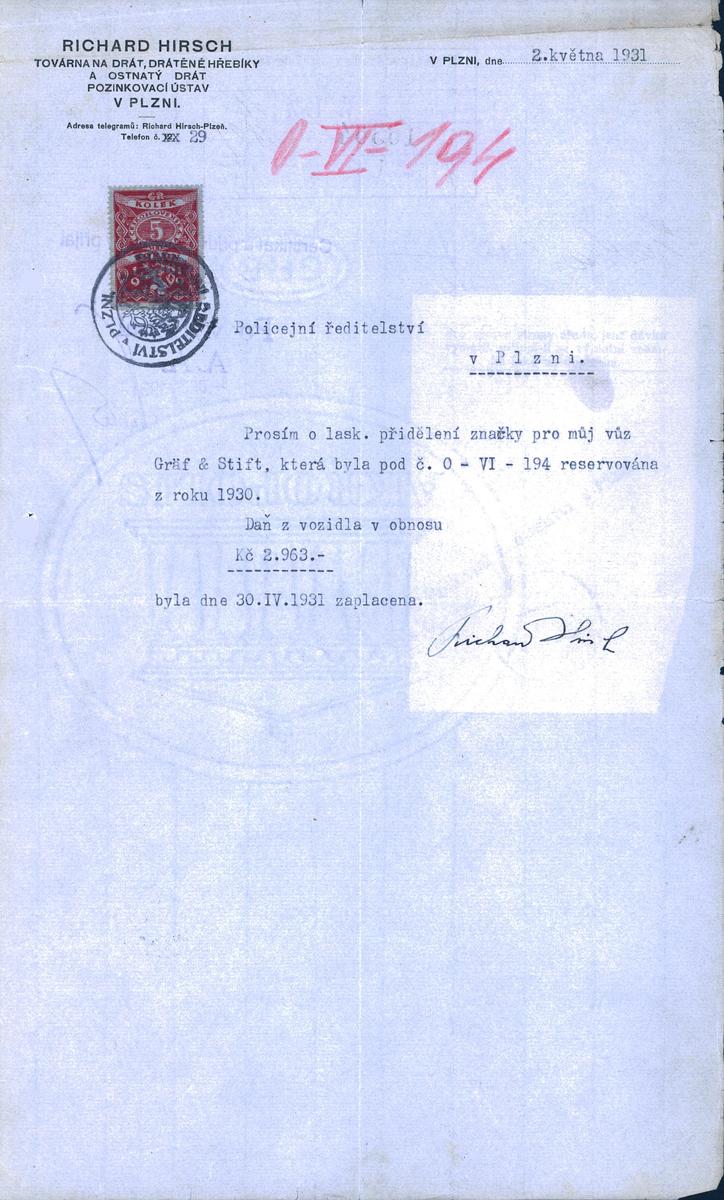 RICHARD HIRSCH
TOVÁRNA NA DRÁT, DRÁTĚNÉ HŘEBÍKY
A OSTNATÝ DRÁT
POZINKOVACÍ ÚSTAV
V PLZNI.
Adresa telegramů: Richard Hirsch-Plzeň.
Telefon č. 29
V PLZNI, dne 2.května 1931
O-VI-194
KOLEK
5
ŘEDITELSTVÍ v PLZNI
Policejní ředitelství
v Plzni.
Prosím o lask. přidělení značky pro můj vůz
Gräf & Stift, která byla pod č. O - VI - 194 reservována
z roku 1930.
Daň z vozidla v obnosu
Kč 2.963.-
byla dne 30.IV.1931 zaplacena.
Richard Hirsch